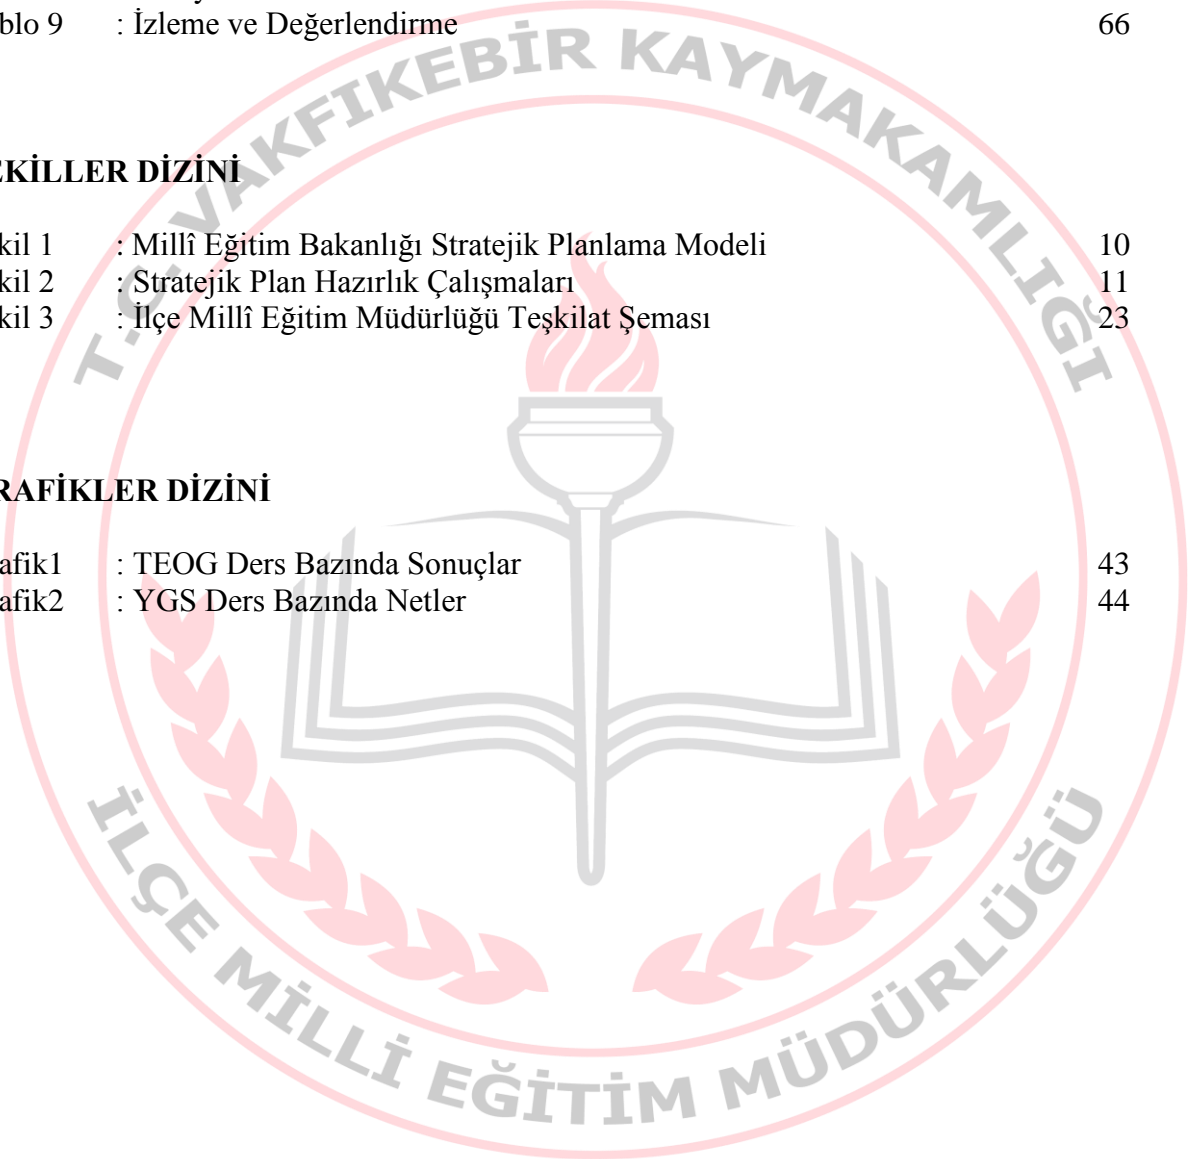 blo 9 : İzleme ve Değerlendirme 66
EKİLLER DİZİNİ
kil 1 : Millî Eğitim Bakanlığı Stratejik Planlama Modeli 10
kil 2 : Stratejik Plan Hazırlık Çalışmaları 11
kil 3 : İlçe Millî Eğitim Müdürlüğü Teşkilat Şeması 23
RAFİKLER DİZİNİ
afik1 : TEOG Ders Bazında Sonuçlar 43
afik2 : YGS Ders Bazında Netler 44
T.C. VAKFIKEBİR KAYMAKAMLIĞI
İLÇE MİLLİ EĞİTİM MÜDÜRLÜĞÜ